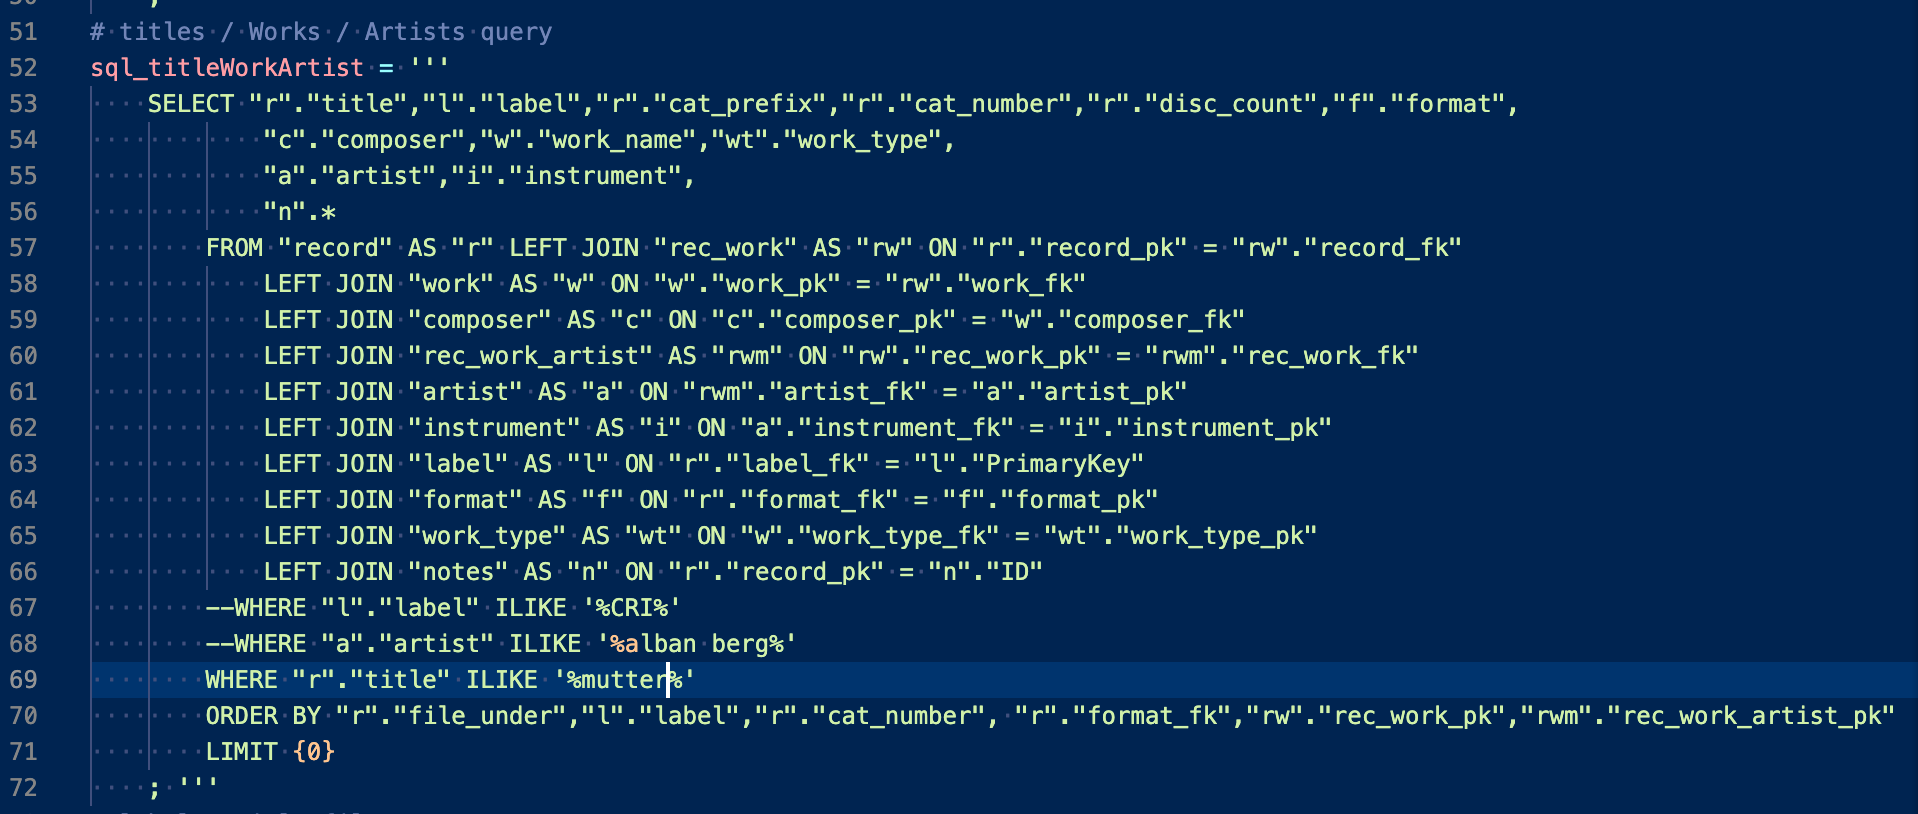 51 # titles / Works / Artists query
52 sql_titleWorkArtist = '''
53 SELECT "r"."title","l"."label","r"."cat_prefix","r"."cat_number","r"."disc_count","f"."format",
54 "c"."composer","w"."work_name","wt"."work_type",
55 "a"."artist","i"."instrument",
56 "n".*
57 FROM "record" AS "r" LEFT JOIN "rec_work" AS "rw" ON "r"."record_pk" = "rw"."record_fk"
58 LEFT JOIN "work" AS "w" ON "w"."work_pk" = "rw"."work_fk"
59 LEFT JOIN "composer" AS "c" ON "c"."composer_pk" = "w"."composer_fk"
60 LEFT JOIN "rec_work_artist" AS "rwm" ON "rw"."rec_work_pk" = "rwm"."rec_work_fk"
61 LEFT JOIN "artist" AS "a" ON "rwm"."artist_fk" = "a"."artist_pk"
62 LEFT JOIN "instrument" AS "i" ON "a"."instrument_fk" = "i"."instrument_pk"
63 LEFT JOIN "label" AS "l" ON "r"."label_fk" = "l"."PrimaryKey"
64 LEFT JOIN "format" AS "f" ON "r"."format_fk" = "f"."format_pk"
65 LEFT JOIN "work_type" AS "wt" ON "w"."work_type_fk" = "wt"."work_type_pk"
66 LEFT JOIN "notes" AS "n" ON "r"."record_pk" = "n"."ID"
67 --WHERE "l"."label" ILIKE '%CRI%'
68 --WHERE "a"."artist" ILIKE '%alban berg%'
69 WHERE "r"."title" ILIKE '%mutter%'
70 ORDER BY "r"."file_under","l"."label","r"."cat_number", "r"."format_fk","rw"."rec_work_pk","rwm"."rec_work_artist_pk"
71 LIMIT {0}
72 ; '''